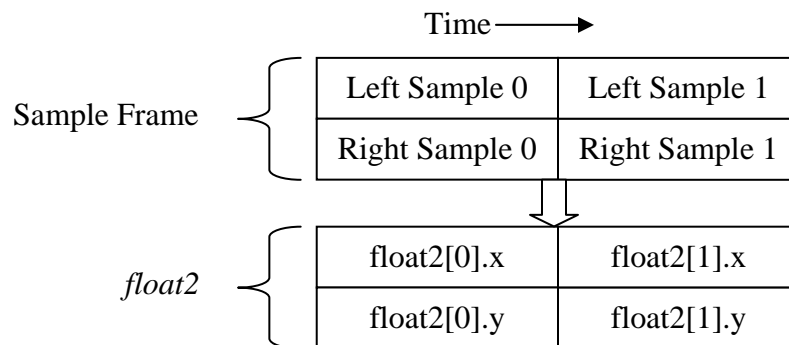 Time
Sample Frame
Left Sample 0
Left Sample 1
Right Sample 0
Right Sample 1
float2
float2[0].x
float2[1].x
float2[0].y
float2[1].y